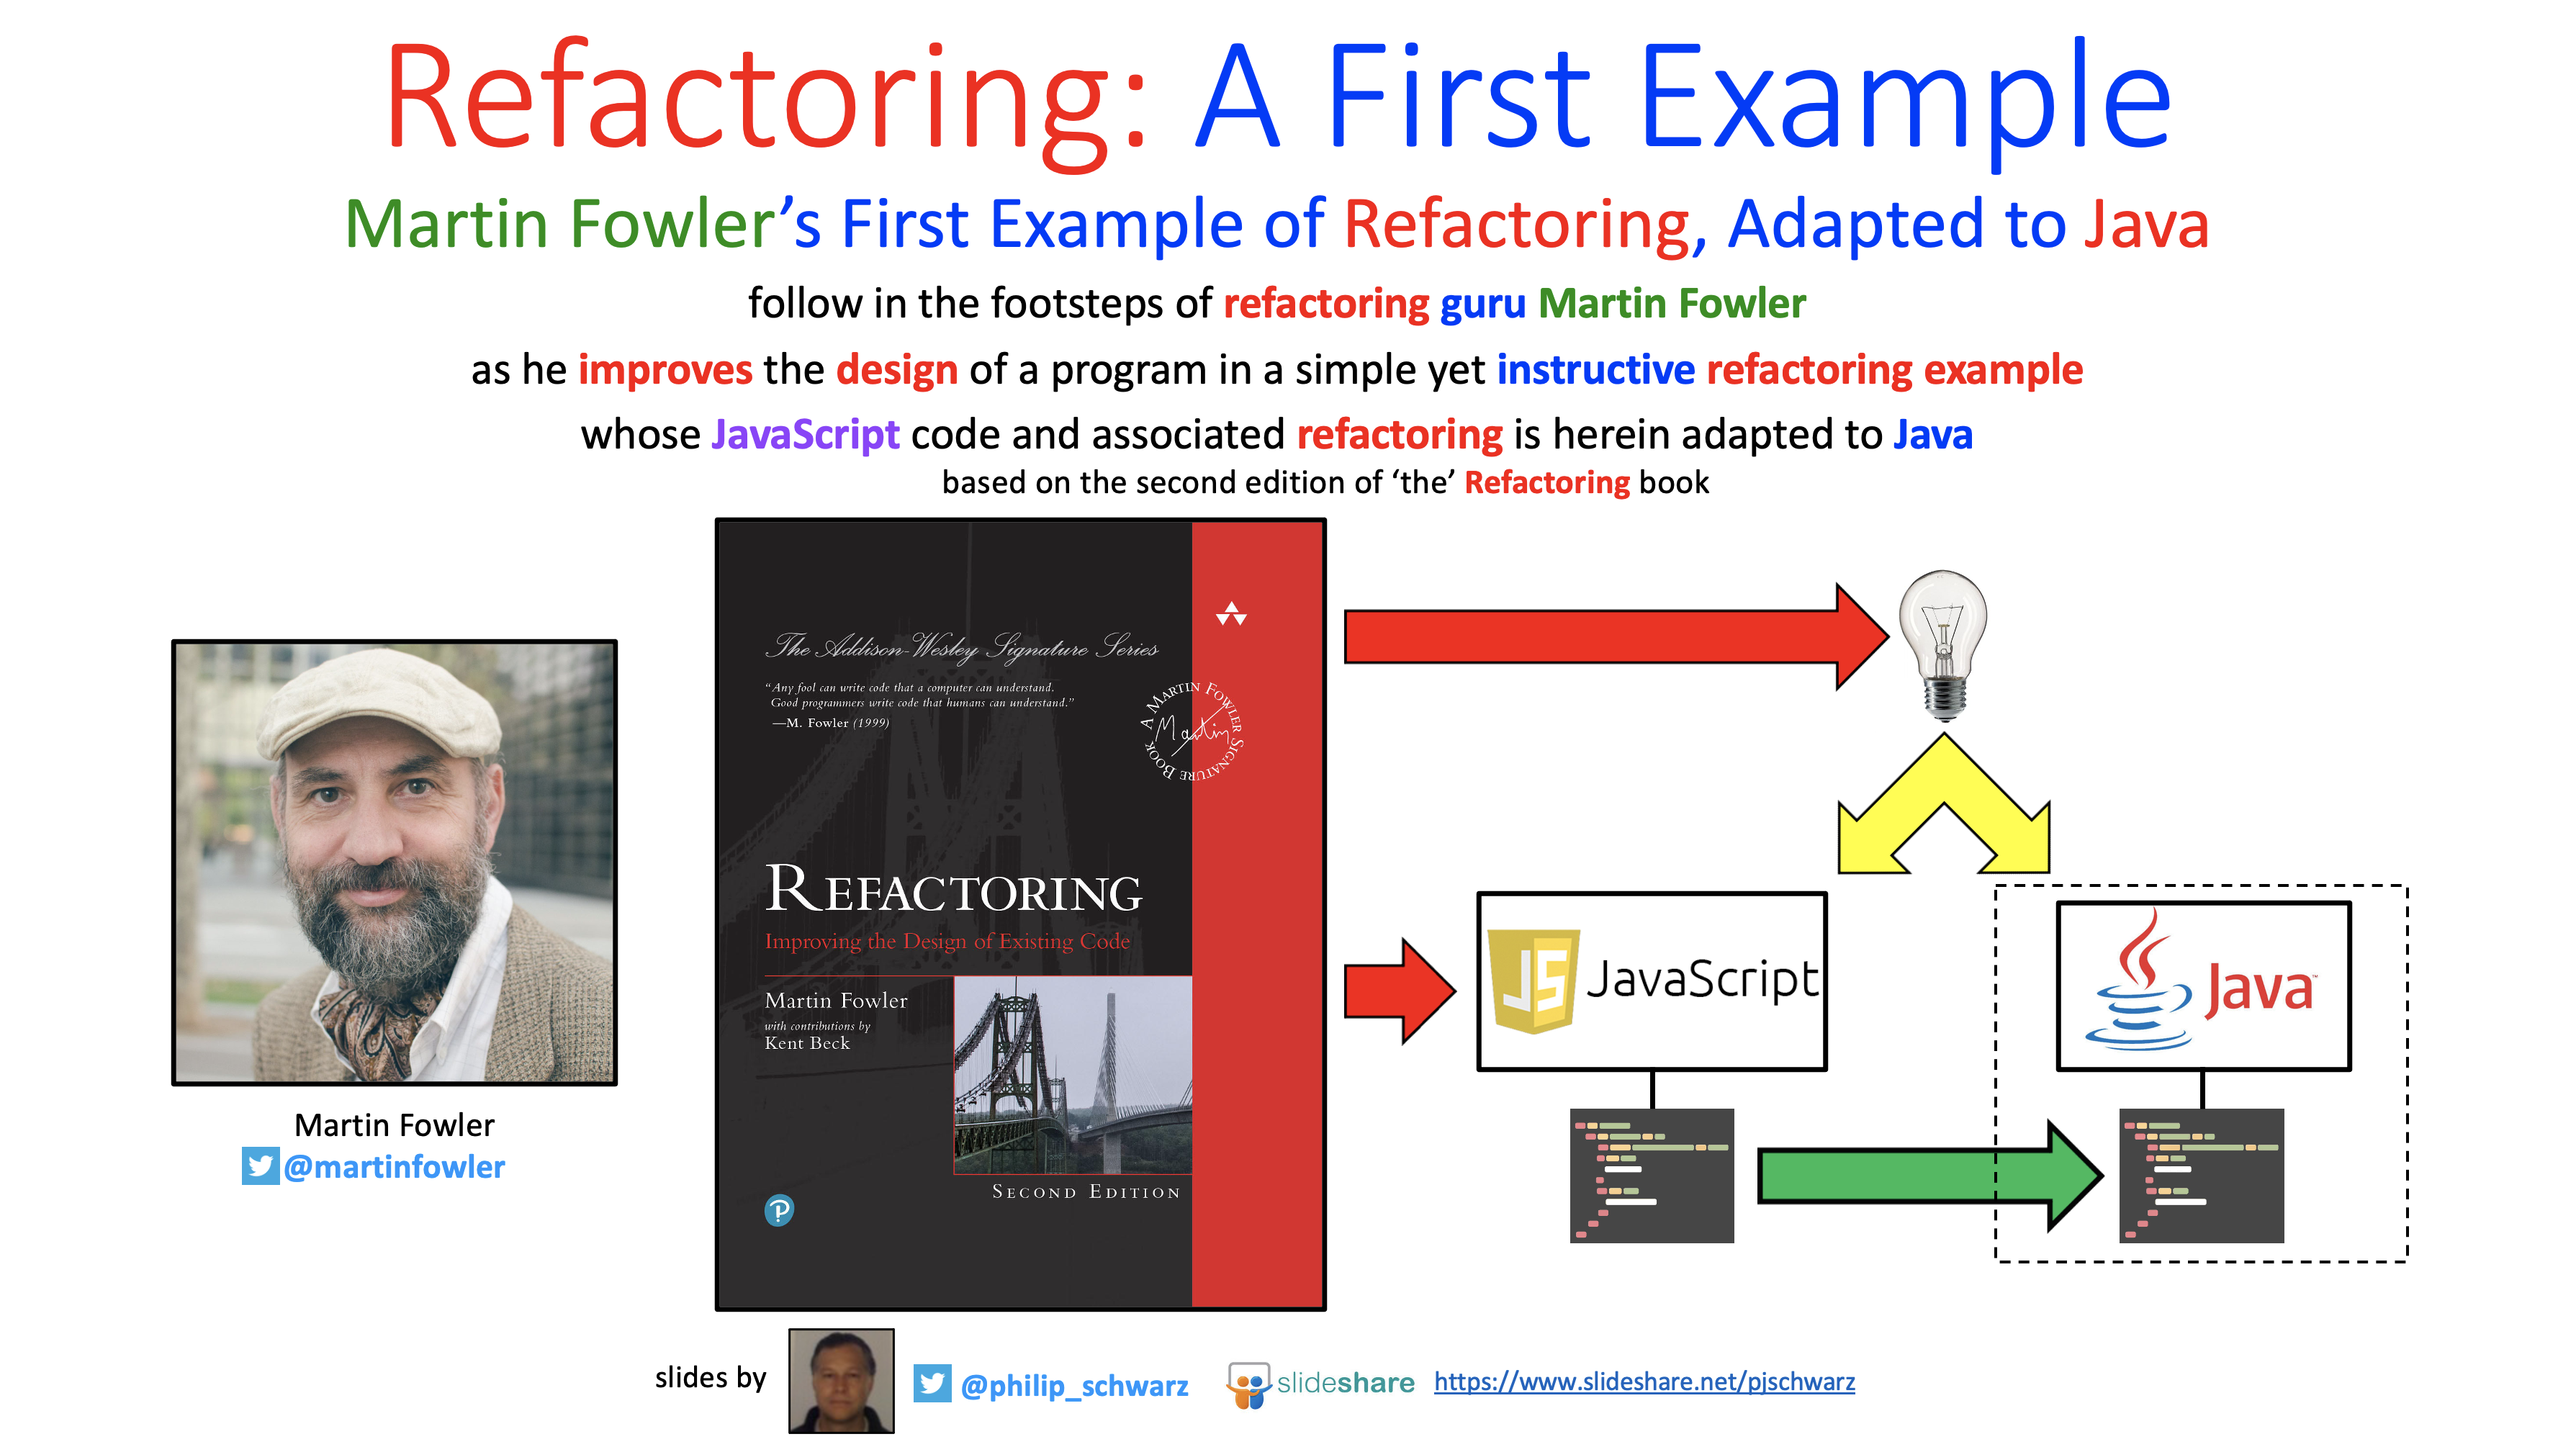 Refactoring: A First Example
Martin Fowler’s First Example of Refactoring, Adapted to Java
follow in the footsteps of refactoring guru Martin Fowler
as he improves the design of a program in a simple yet instructive refactoring example
whose JavaScript code and associated refactoring is herein adapted to Java
based on the second edition of ‘the’ Refactoring book
The Addison-Wesley Signature Series
“Any fool can write code that a computer can understand.
Good programmers write code that humans can understand.”
—M. Fowler (1999)
A MARTIN FOWLER SIGNATURE BOOK
Martin
REFACTORING
Improving the Design of Existing Code
Martin Fowler
with contributions by
Kent Beck
SECOND EDITION
P
Martin Fowler
@martinfowler
JS JavaScript
Java™
slides by
@philip_schwarz
slideshare
https://www.slideshare.net/pjschwarz